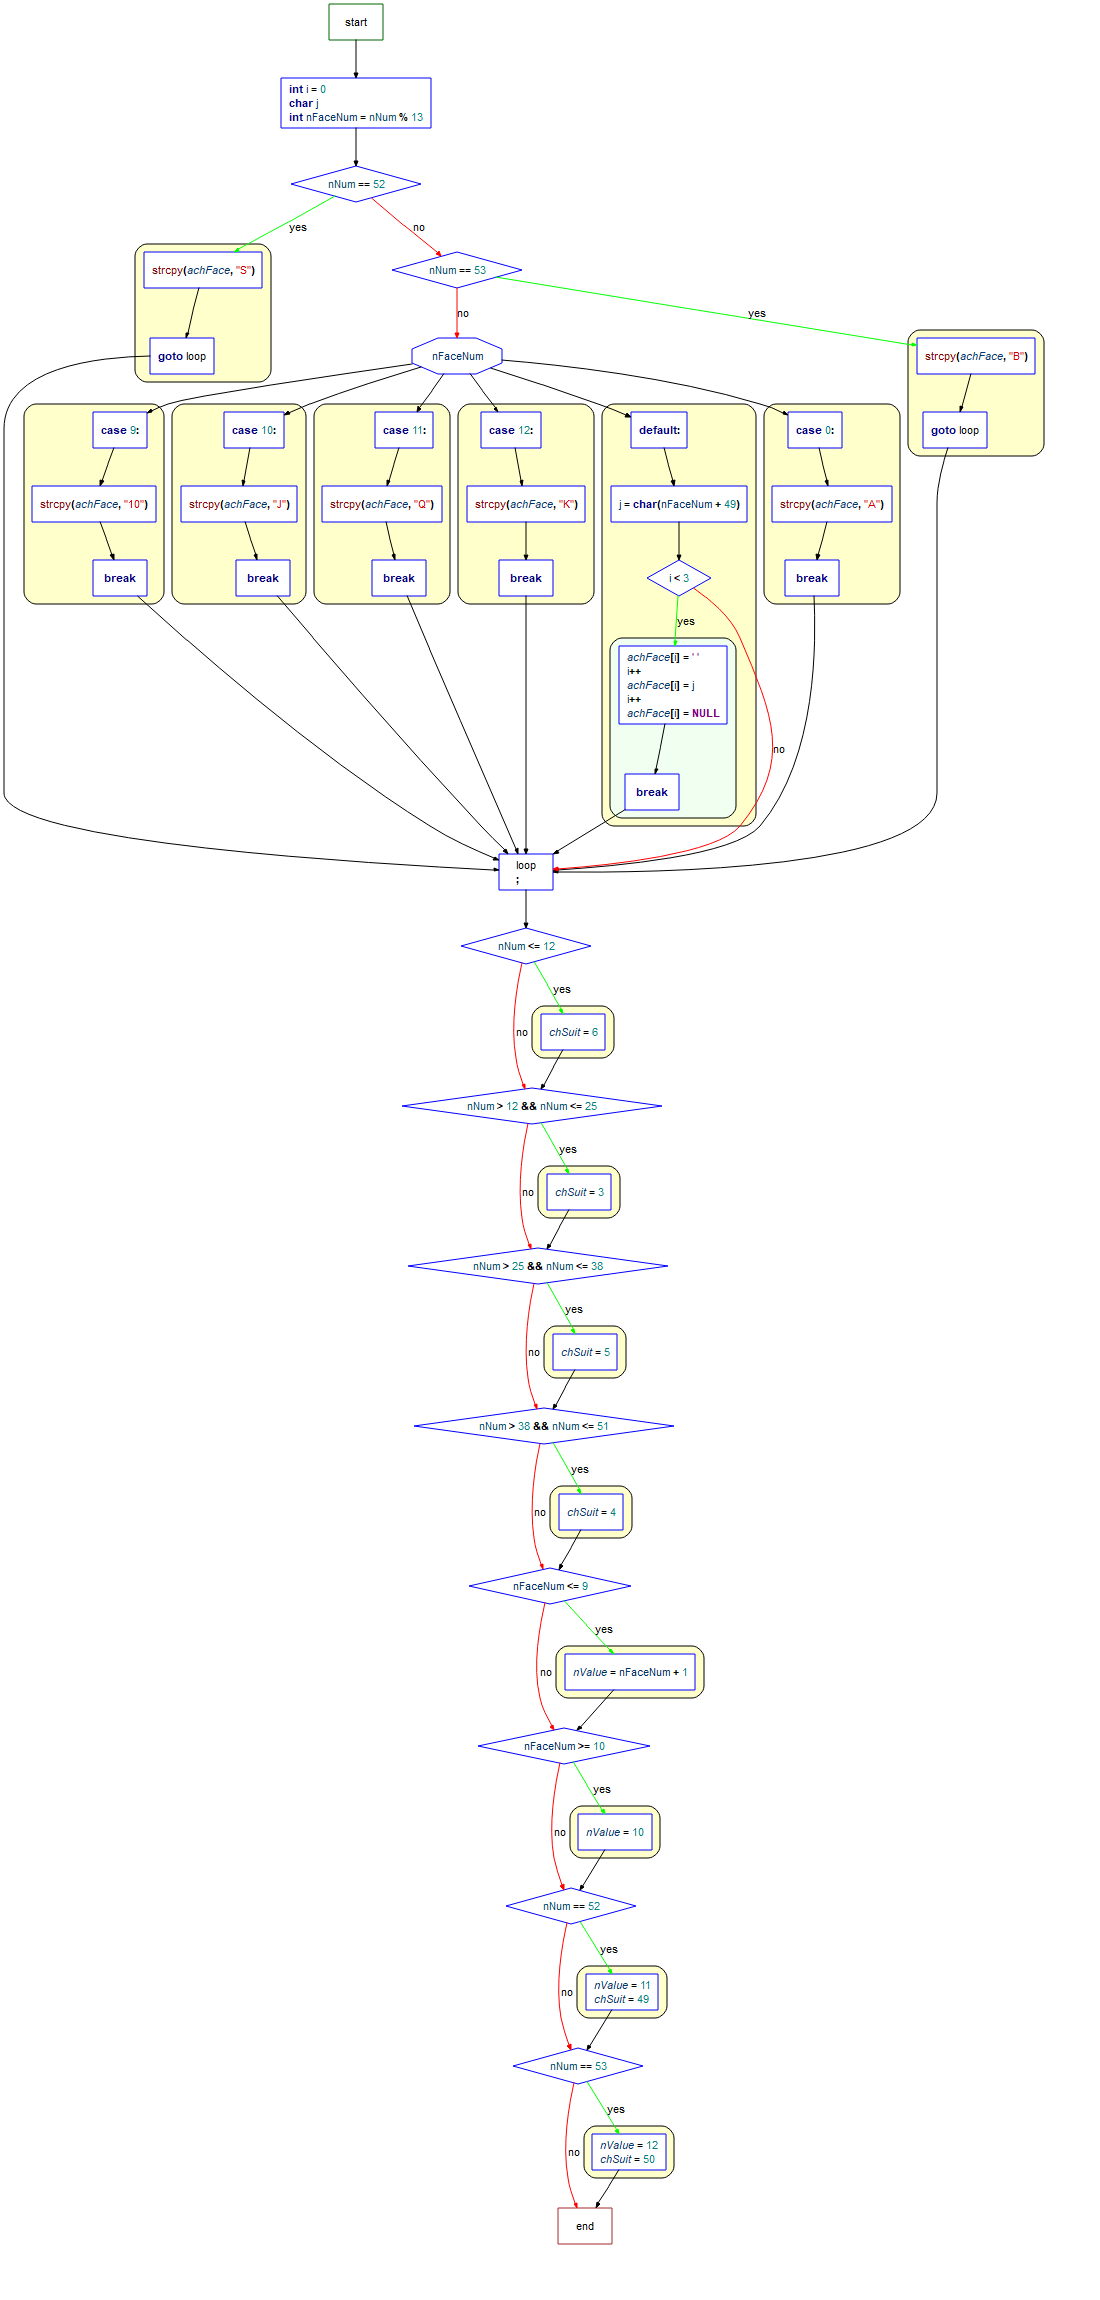 start
int i = 0
char j
int nFaceNum = nNum % 13
nNum == 52
yes
no
strcpy(achFace, "S")
nNum == 53
goto loop
no
yes
nFaceNum
strcpy(achFace, "B")
goto loop
case 9:
case 10:
case 11:
case 12:
default:
case 0:
strcpy(achFace, "10")
strcpy(achFace, "J")
strcpy(achFace, "Q")
strcpy(achFace, "K")
j = char(nFaceNum + 49)
strcpy(achFace, "A")
break
break
break
break
i < 3
break
yes
no
achFace[i] = ' '
i++
achFace[i] = j
i++
achFace[i] = NULL
break
loop
;
nNum <= 12
yes
no
chSuit = 6
nNum > 12 && nNum <= 25
yes
no
chSuit = 3
nNum > 25 && nNum <= 38
yes
no
chSuit = 5
nNum > 38 && nNum <= 51
yes
no
chSuit = 4
nFaceNum <= 9
yes
no
nValue = nFaceNum + 1
nFaceNum >= 10
yes
no
nValue = 10
nNum == 52
yes
no
nValue = 11
chSuit = 49
nNum == 53
yes
no
nValue = 12
chSuit = 50
end